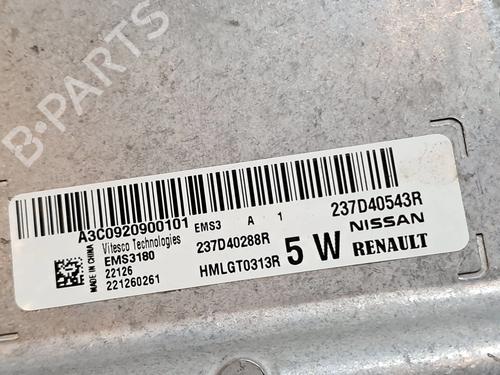 B-PARTS
A3C0920900101 EMS3 A 1 237D40543R
MADE IN CHINA
Vitesco Technologies 237D40288R 5 W NISSAN
EMS3180 HMLGT0313R RENAULT
22126
221260261